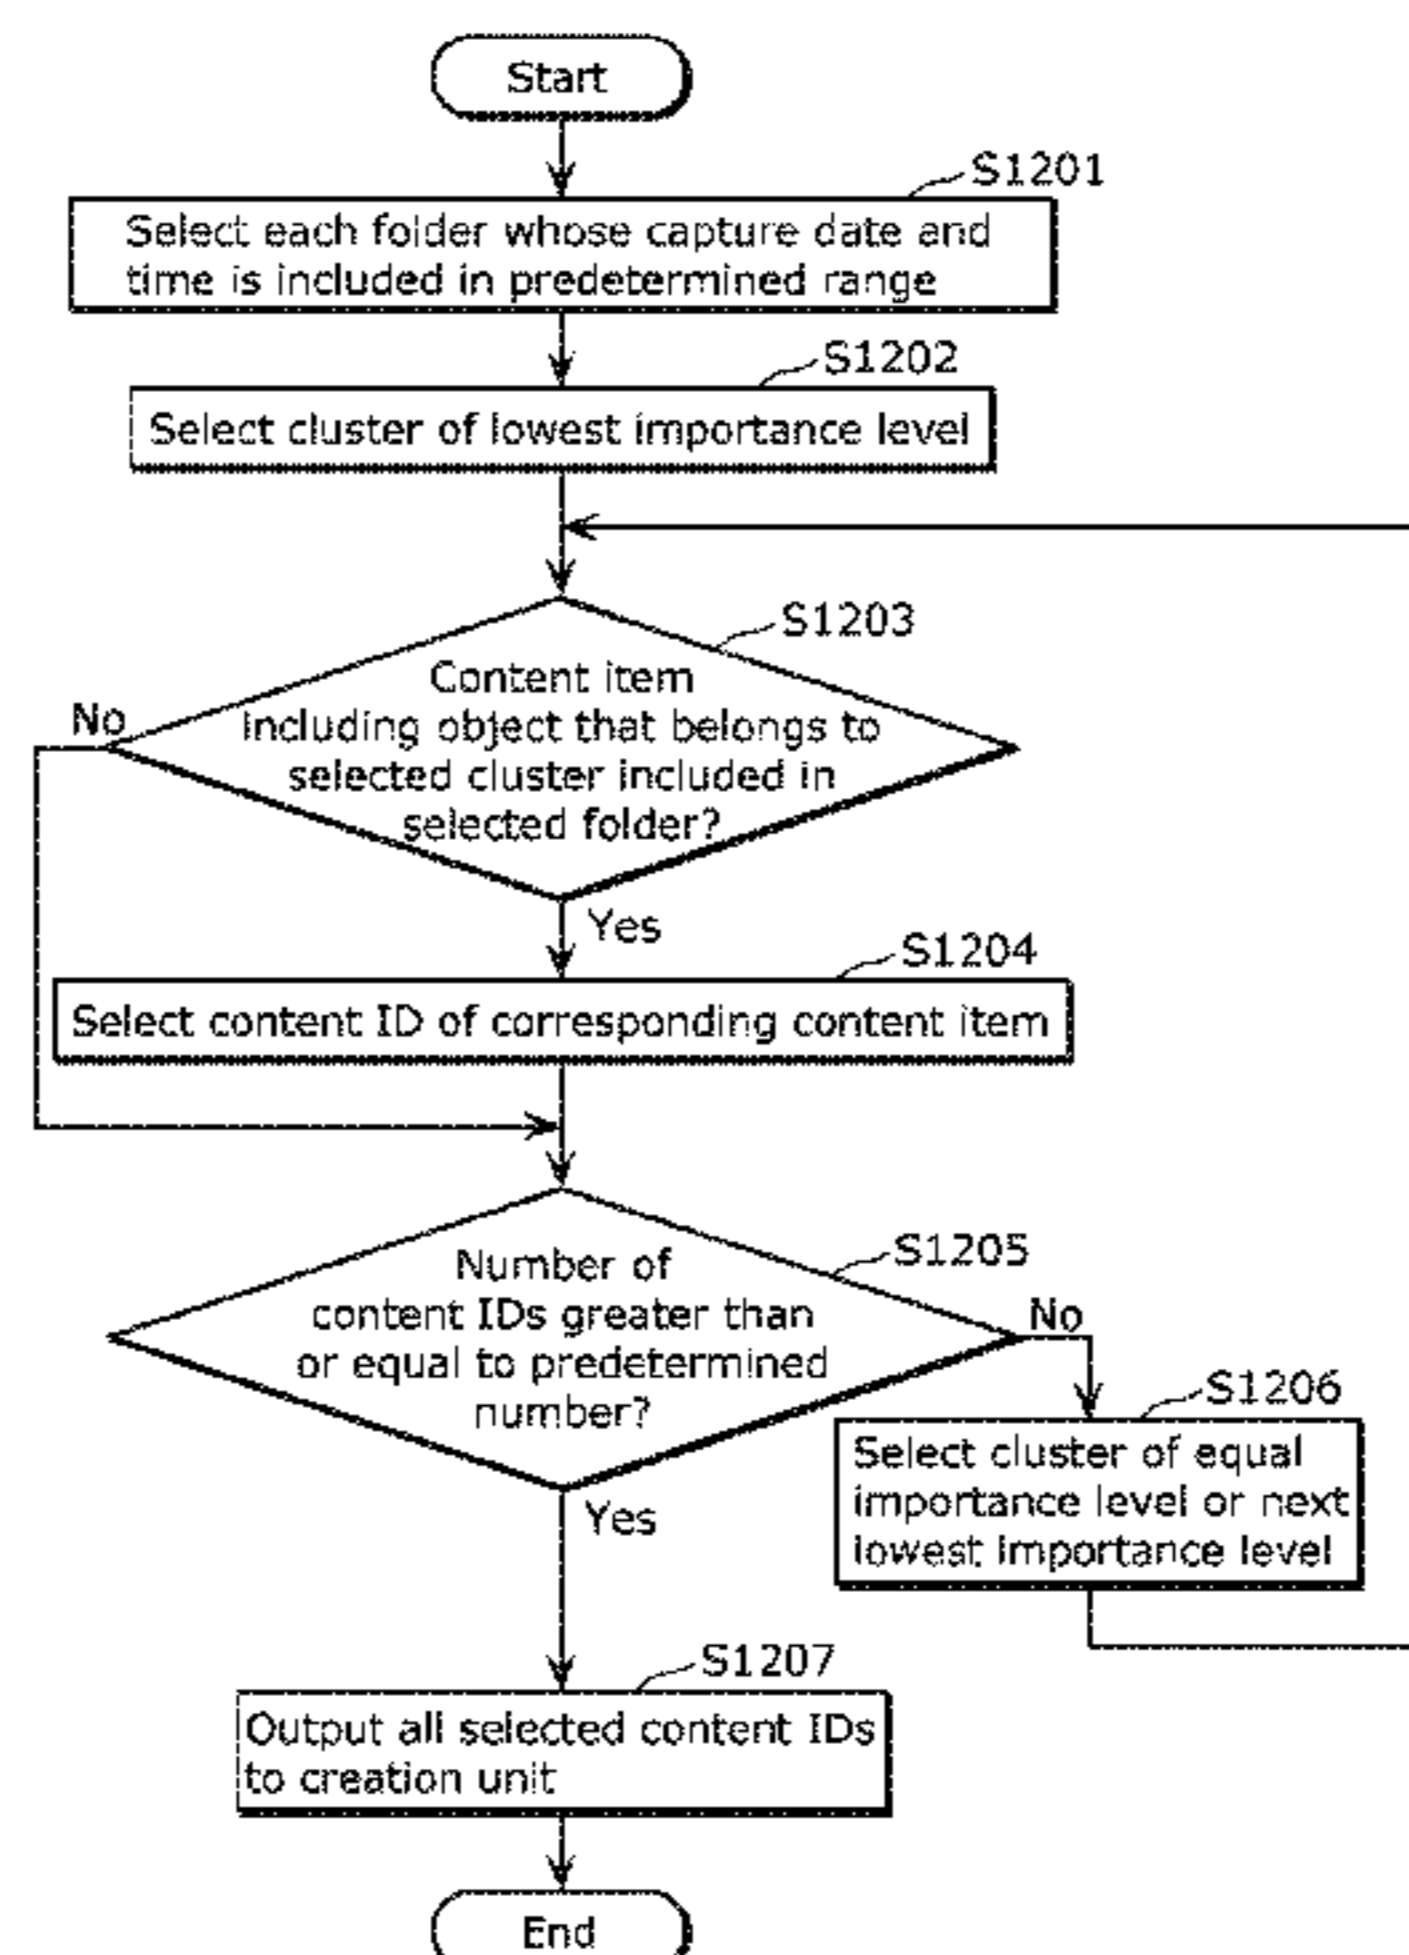 Start
S1201
Select each folder whose capture date and
time is included in predetermined range
S1202
Select cluster of lowest importance level
S1203
Content item
including object that belongs to
selected cluster included in
selected folder?
No
Yes
S1204
Select content ID of corresponding content item
S1205
Number of
content IDs greater than
or equal to predetermined
number?
No
Yes
S1206
Select cluster of equal
importance level or next
lowest importance level
S1207
Output all selected content IDs
to creation unit
End